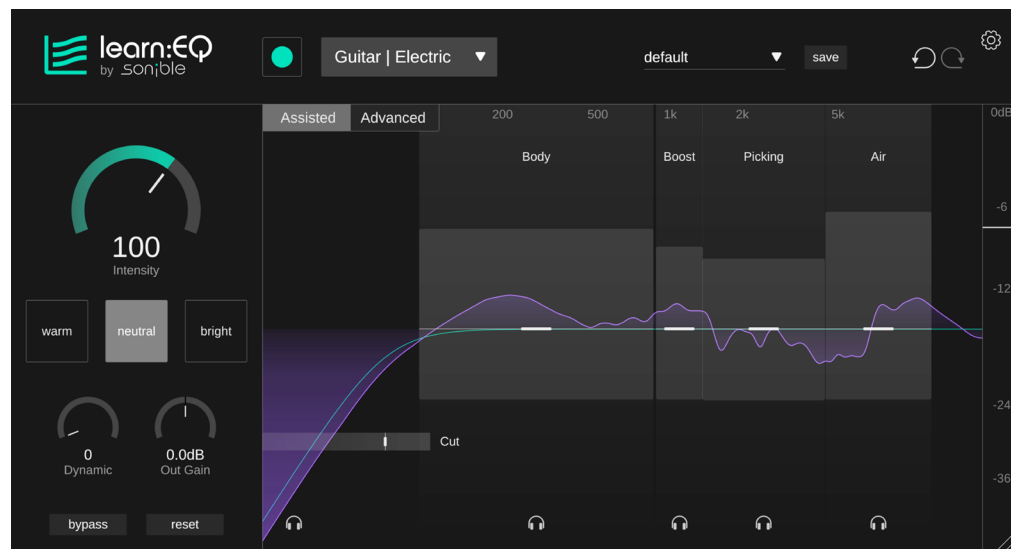 learn:EQ
by sonible
Guitar | Electric
default
save
Assisted
Advanced
200
500
1k
2k
5k
0dB
Body
Boost
Picking
Air
-6
-12
-24
-36
100
Intensity
warm
neutral
bright
Cut
0
Dynamic
0.0dB
Out Gain
bypass
reset